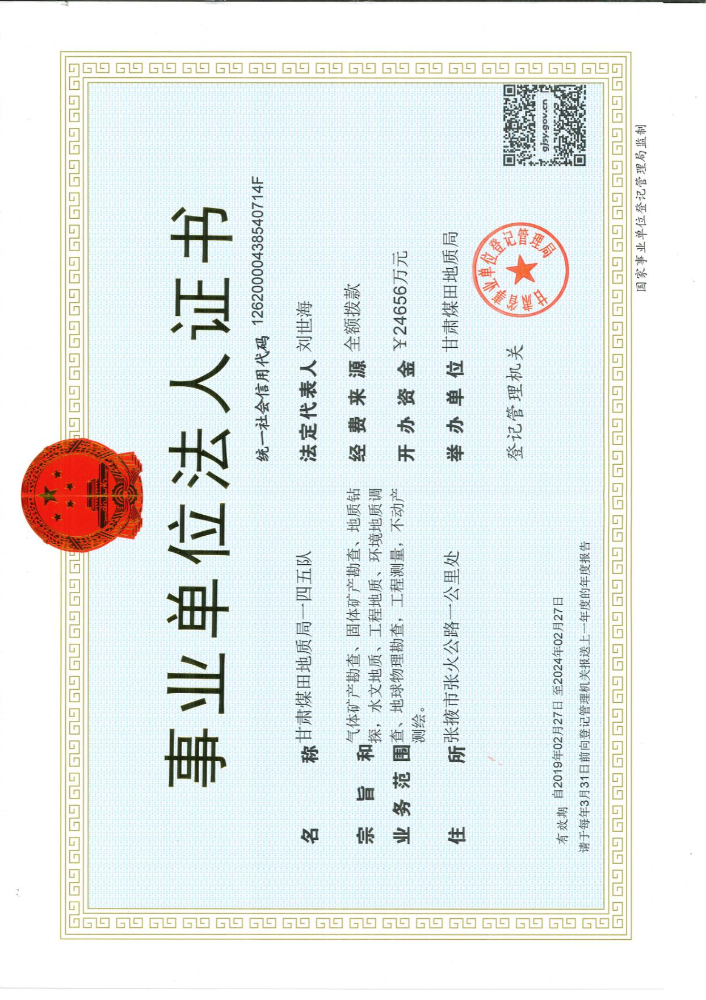 事业单位法人证书
统一社会信用代码 12620000438540714F
名称 甘肃煤田地质局一四五队
宗旨和
业务范围
气体矿产勘查、固体矿产勘查、地质钻
探，水文地质、工程地质、环境地质调
查、地球物理勘查，工程测量，不动产
测绘。
住所 张掖市张火公路一公里处
法定代表人 刘世海
经费来源 全额拨款
开办资金 ￥24656万元
举办单位 甘肃煤田地质局
登记管理机关
甘肃省事业单位登记管理局
gjsy.gov.cn
有效期 自2019年02月27日至2024年02月27日
请于每年3月31日前向登记管理机关报送上一年度的年度报告
国家事业单位登记管理局监制